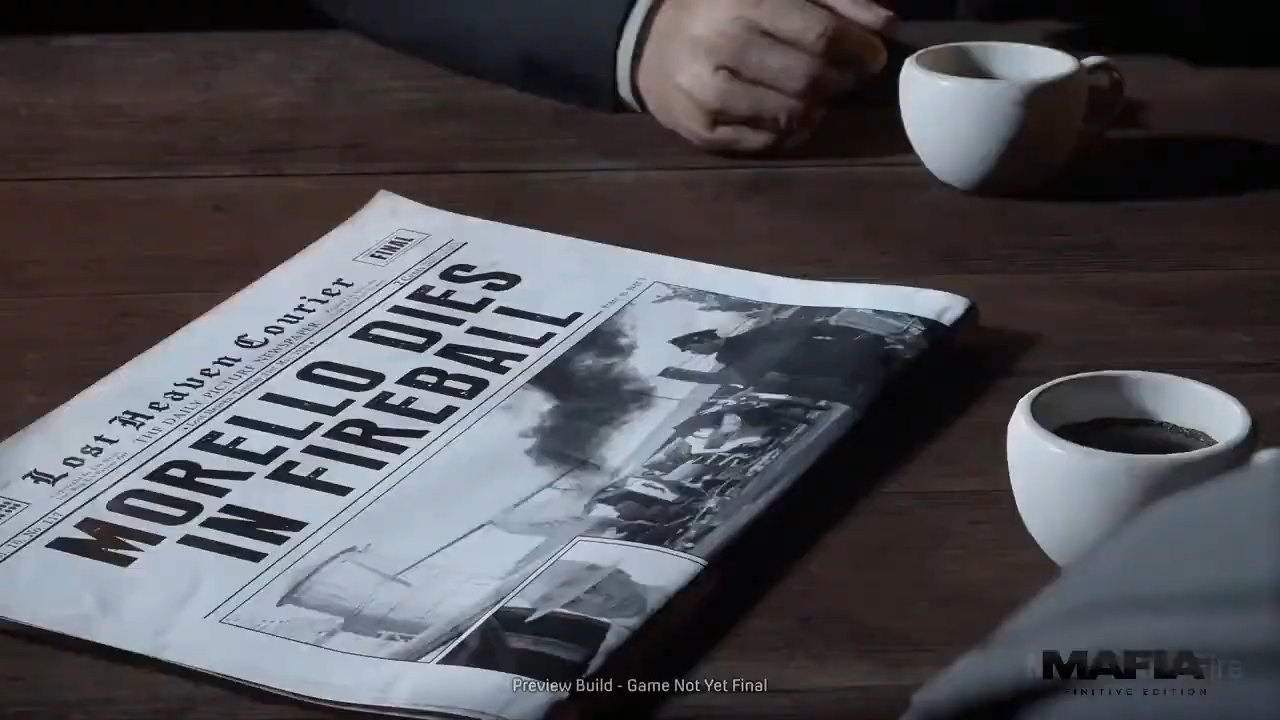 FINAL
Lost Heaven Courier
THE DAILY PICTURE NEWSPAPER
MORELLO DIES
IN FIREBALL
Preview Build - Game Not Yet Final
MAFIA
FINITIVE EDITION